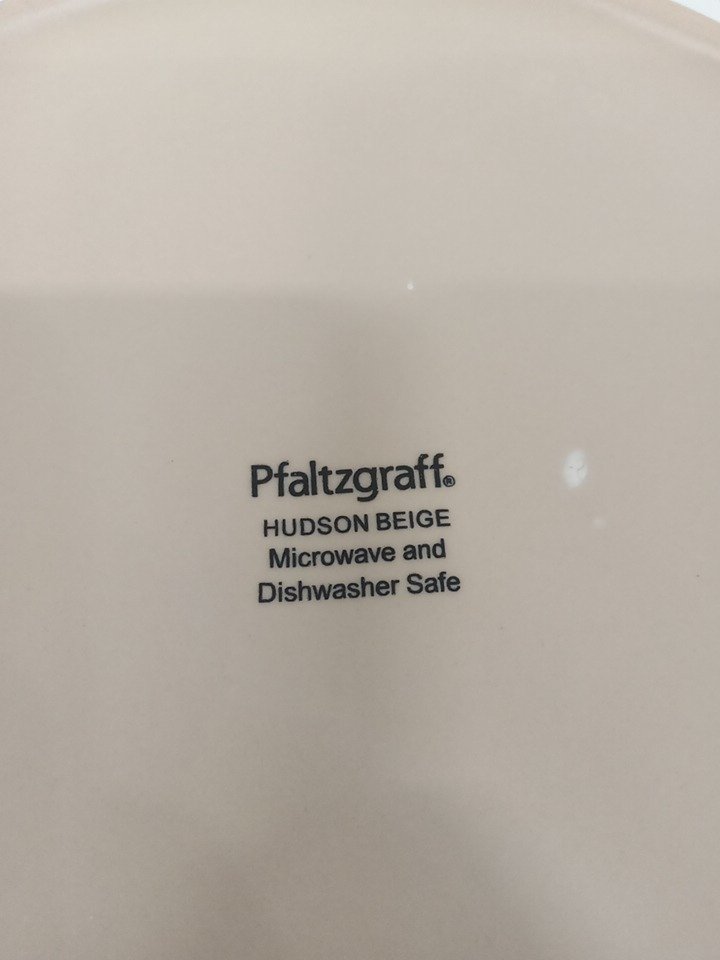 Pfaltzgraff®
HUDSON BEIGE
Microwave and
Dishwasher Safe